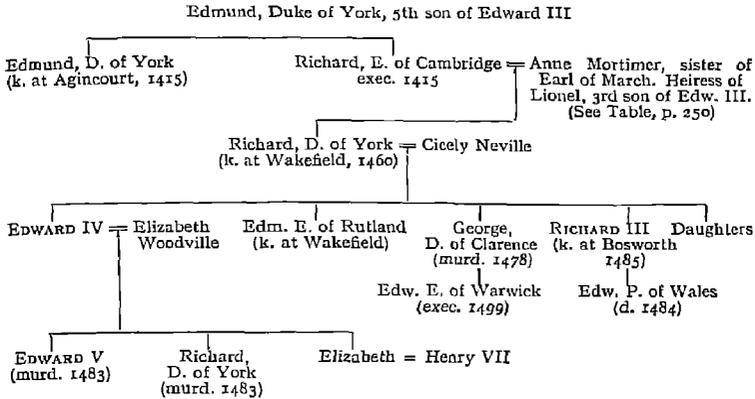 Edmund, Duke of York, 5th son of Edward III
Edmund, D. of York
(k. at Agincourt, 1415)
Richard, E. of Cambridge
exec. 1415
= Anne Mortimer, sister of
Earl of March. Heiress of
Lionel, 3rd son of Edw. III.
(See Table, p. 250)
Richard, D. of York = Cicely Neville
(k. at Wakefield, 1460)
EDWARD IV = Elizabeth
Woodville
Edm. E. of Rutland
(k. at Wakefield)
George,
D. of Clarence
(murd. 1478)
RICHARD III
(k. at Bosworth
1485)
Daughters
Edw. E. of Warwick
(exec. 1499)
Edw. P. of Wales
(d. 1484)
EDWARD V
(murd. 1483)
Richard,
D. of York
(murd. 1483)
Elizabeth = Henry VII